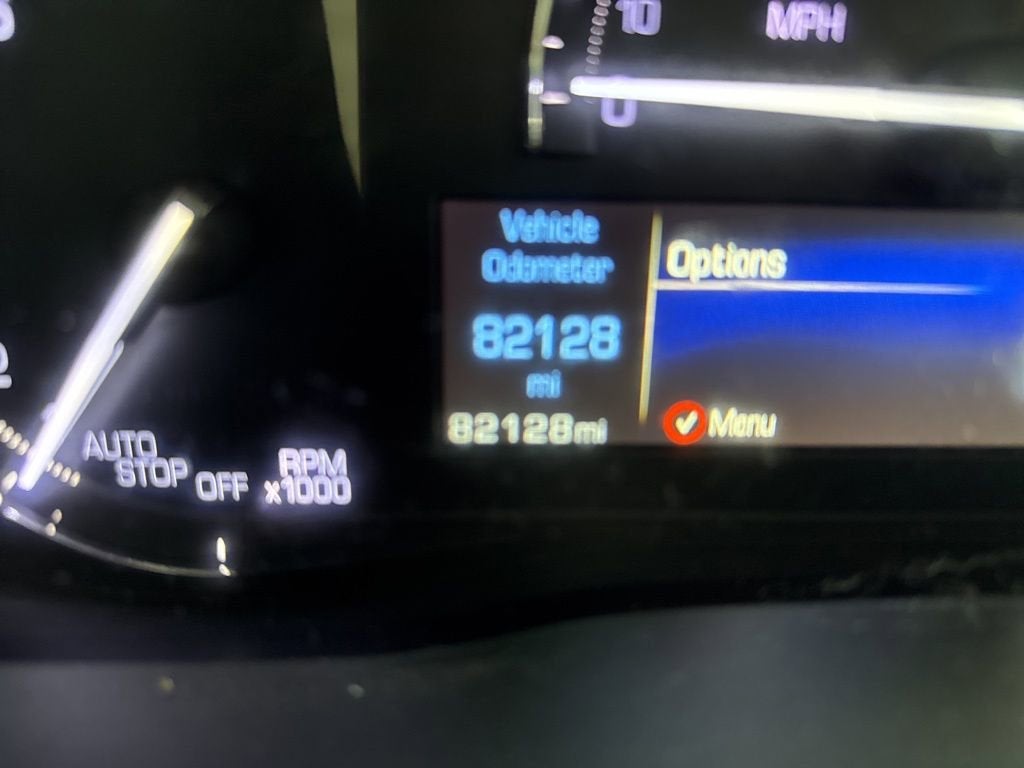 10
MPH
0
Vehicle
Odometer
82128
mi
82128mi
Options
Menu
AUTO
STOP
OFF
RPM
x1000